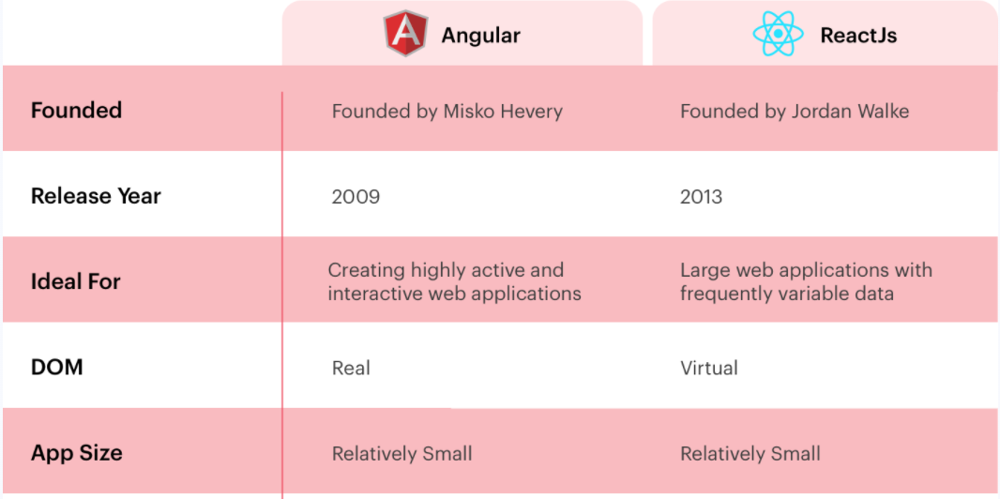 Angular
ReactJs
Founded
Founded by Misko Hevery
Founded by Jordan Walke
Release Year
2009
2013
Ideal For
Creating highly active and
interactive web applications
Large web applications with
frequently variable data
DOM
Real
Virtual
App Size
Relatively Small
Relatively Small